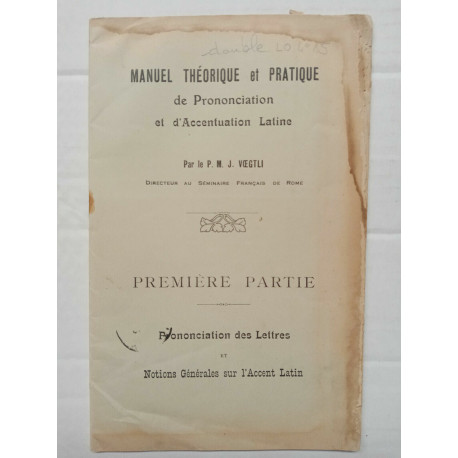 double
MANUEL THÉORIQUE et PRATIQUE
de Prononciation
et d'Accentuation Latine
Par le P. M. J. VŒGTLI
DIRECTEUR AU SÉMINAIRE FRANÇAIS DE ROME
PREMIÈRE PARTIE
Prononciation des Lettres
ET
Notions Générales sur l'Accent Latin